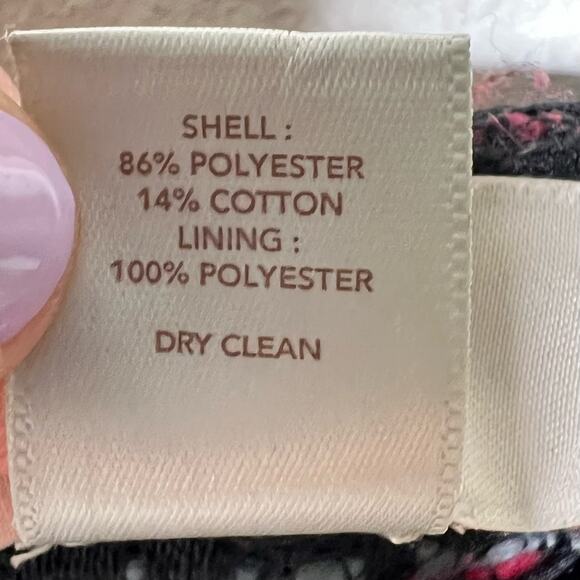 SHELL :
86% POLYESTER
14% COTTON
LINING :
100% POLYESTER
DRY CLEAN